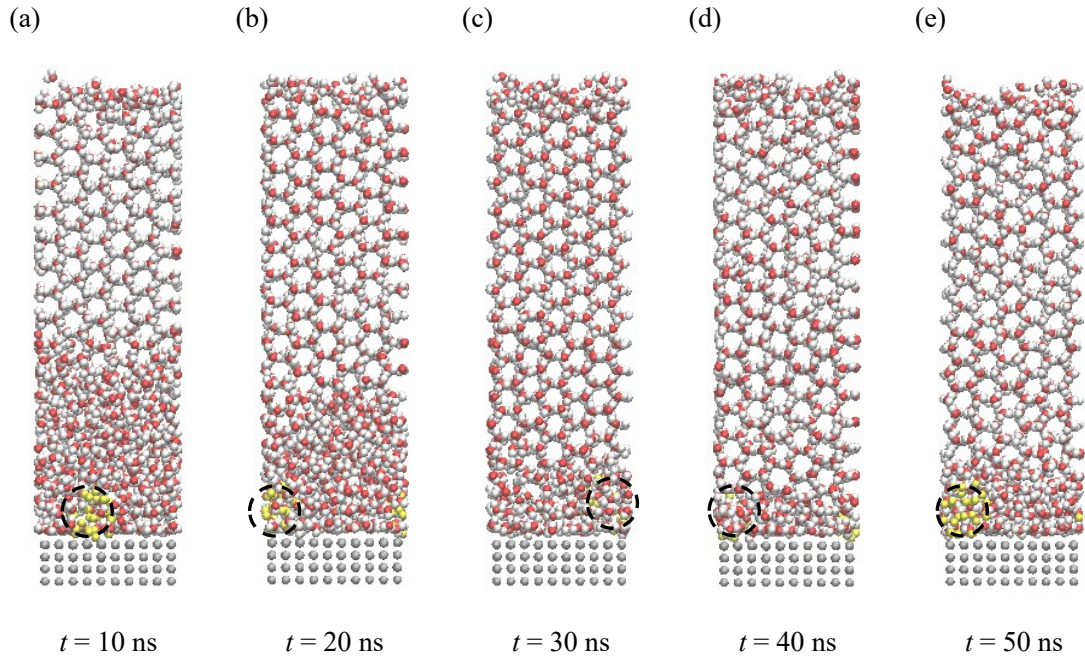 (a) (b) (c) (d) (e)
t = 10 ns t = 20 ns t = 30 ns t = 40 ns t = 50 ns